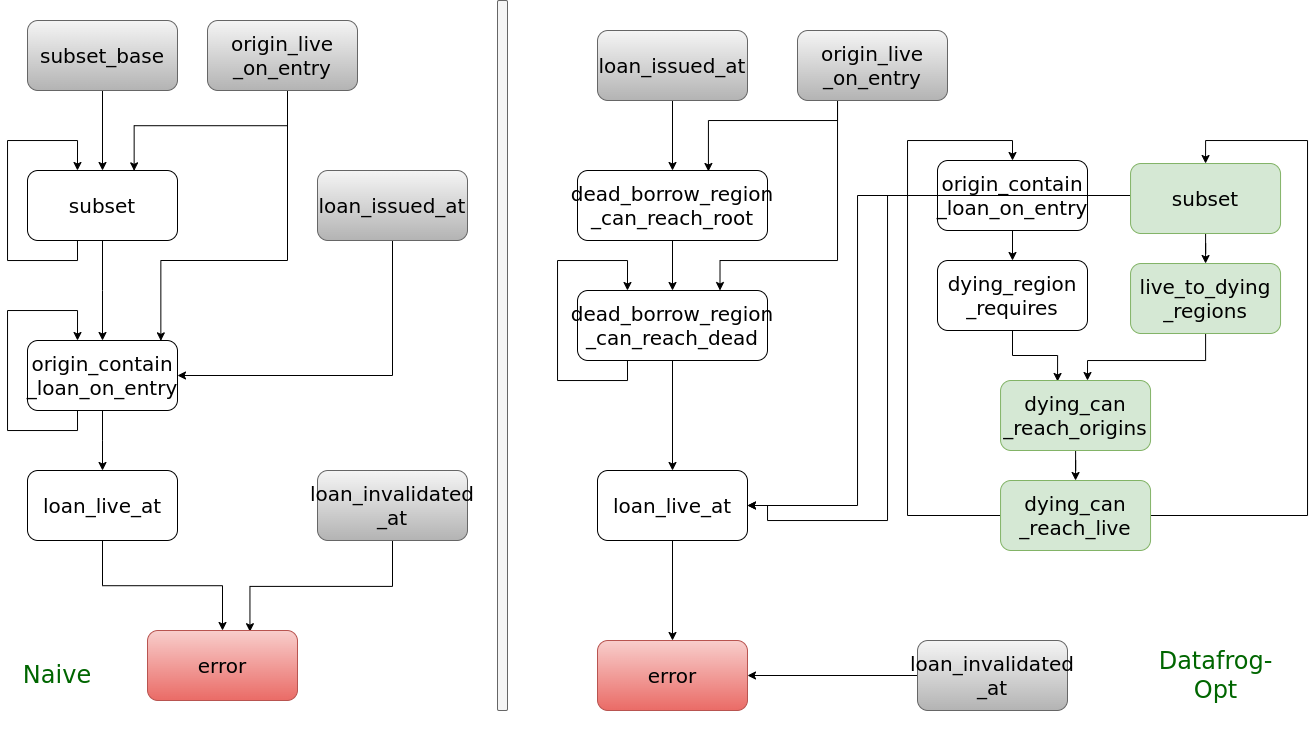 subset_base
origin_live
_on_entry
subset
loan_issued_at
origin_contain
_loan_on_entry
loan_live_at
loan_invalidated
_at
error
Naive
loan_issued_at
origin_live
_on_entry
dead_borrow_region
_can_reach_root
origin_contain
_loan_on_entry
subset
dead_borrow_region
_can_reach_dead
dying_region
_requires
live_to_dying
_regions
dying_can
_reach_origins
loan_live_at
dying_can
_reach_live
error
loan_invalidated
_at
Datafrog-
Opt